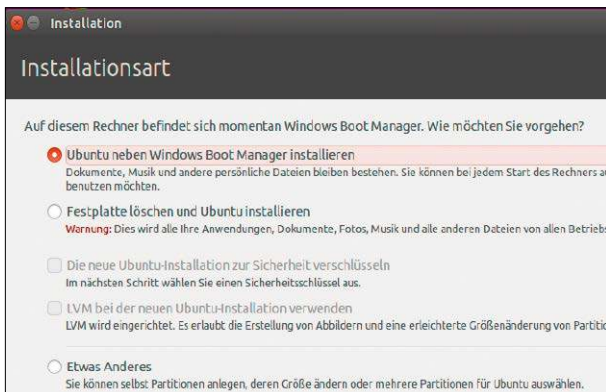 Installation
Installationsart
Auf diesem Rechner befindet sich momentan Windows Boot Manager. Wie möchten Sie vorgehen?
Ubuntu neben Windows Boot Manager installieren
Dokumente, Musik und andere persönliche Dateien bleiben bestehen. Sie können bei jedem Start des Rechners
benutzen möchten.
Festplatte löschen und Ubuntu installieren
Warnung: Dies wird alle Ihre Anwendungen, Dokumente, Fotos, Musik und alle anderen Dateien von allen
Die neue Ubuntu-Installation zur Sicherheit verschlüsseln
Im nächsten Schritt wählen Sie einen Sicherheitsschlüssel aus.
LVM bei der neuen Ubuntu-Installation verwenden
LVM wird eingerichtet. Es erlaubt die Erstellung von Abbildern und eine erleichterte Größenänderung von
Etwas Anderes
Sie können selbst Partitionen anlegen, deren Größe ändern oder mehrere Partitionen für Ubuntu auswählen.